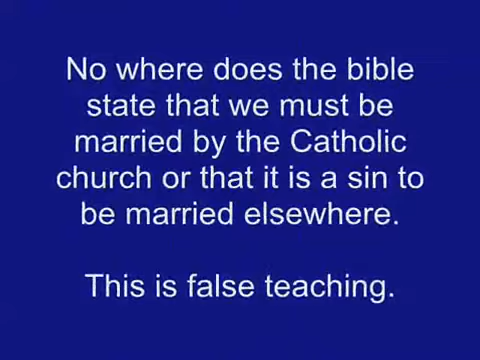 No where does the bible
state that we must be
married by the Catholic
church or that it is a sin to
be married elsewhere.
This is false teaching.